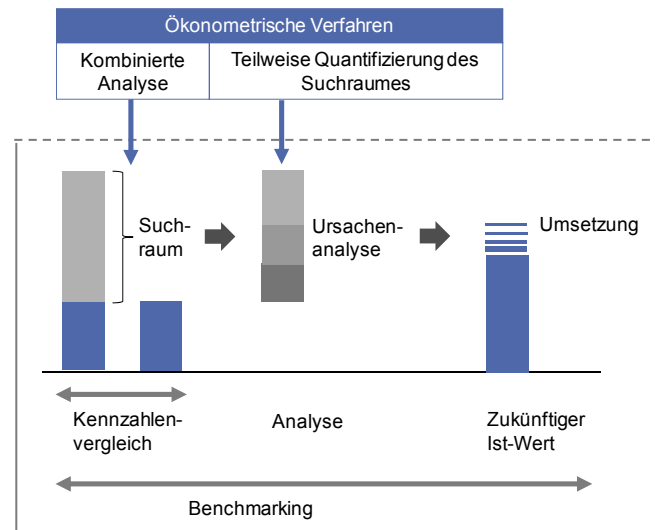 Ökonometrische Verfahren
Kombinierte
Analyse
Teilweise Quantifizierung des
Suchraumes
Such-
raum
Ursachen-
analyse
Umsetzung
Kennzahlen-
vergleich
Analyse
Zukünftiger
Ist-Wert
Benchmarking